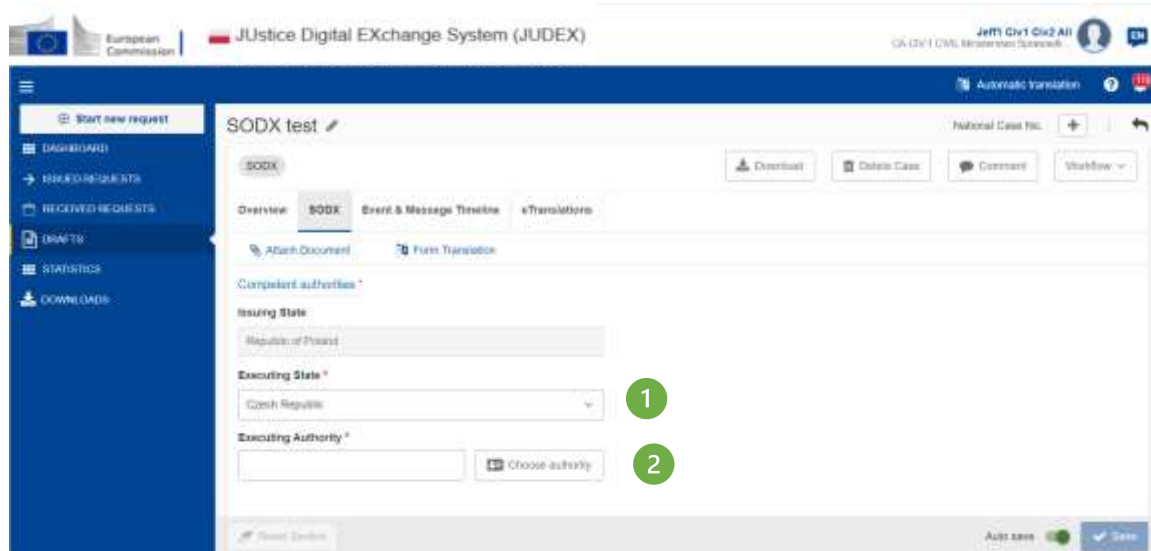 European Commission
JUstice Digital EXchange System (JUDEX)
Jeff1 Civ1 Civ2 All
EN
Automatic translation
Start new request
DASHBOARD
ISSUED REQUESTS
RECEIVED REQUESTS
DRAFTS
STATISTICS
DOWNLOADS
SODX test
National Case No.
SODX
Download
Delete Case
Comment
Workflow
Overview
SODX
Event & Message Timeline
eTranslations
Attach Document
Form Translation
Competent authorities *
Issuing State
Republic of Poland
Executing State *
Czech Republic
1
Executing Authority *
Choose authority
2
Reset Section
Auto save
Save